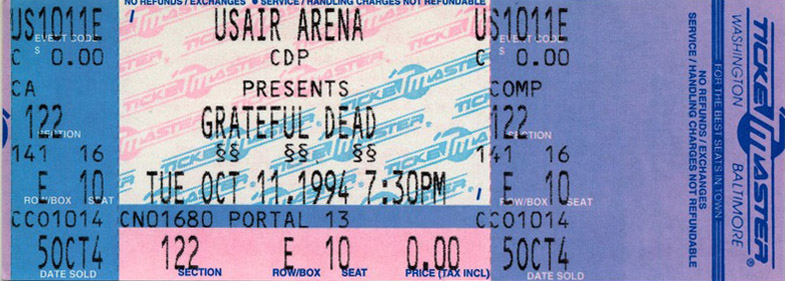 NO REFUNDS / EXCHANGES • SERVICE / HANDLING CHARGES NOT REFUNDABLE
US1011E USAIR ARENA US1011E
EVENT CODE
S
C 0.00 CDP C 0.00
CA PRESENTS COMP
122 GRATEFUL DEAD 122
SECTION SECTION
§§ §§ §§
141 16 141 16
E 10 TUE OCT 11,1994 7:30PM E 10
ROW/BOX SEAT ROW/BOX SEAT
CC01014 CN01680 PORTAL 13 CC01014
50CT4 122 E 10 0.00 50CT4
DATE SOLD SECTION ROW/BOX SEAT PRICE (TAX INCL) DATE SOLD
NO REFUNDS/EXCHANGES
SERVICE / HANDLING CHARGES NOT REFUNDABLE
FOR THE BEST SEATS IN TOWN
WASHINGTON BALTIMORE
TICKETMASTER®
TICKETMASTER